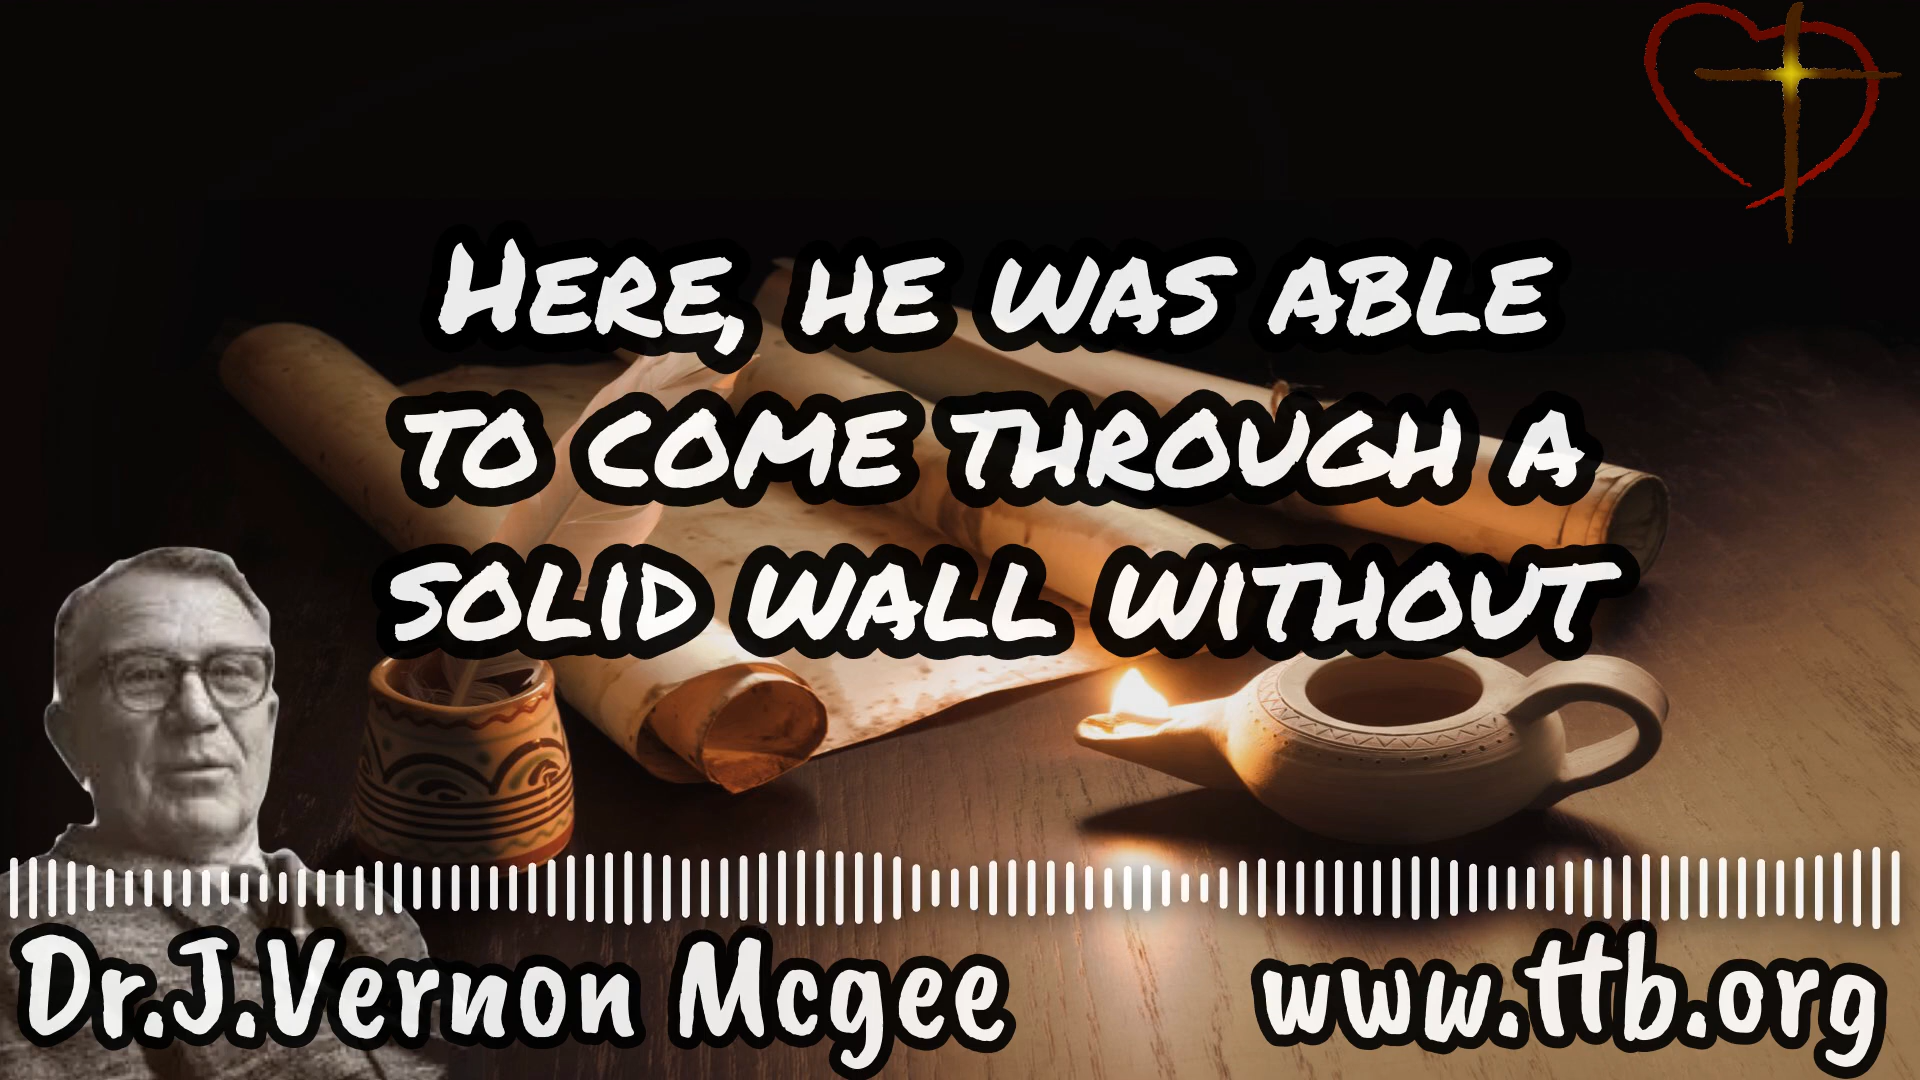 Here, he was able
to come through a
solid wall without
Dr.J.Vernon Mcgee
www.ttb.org